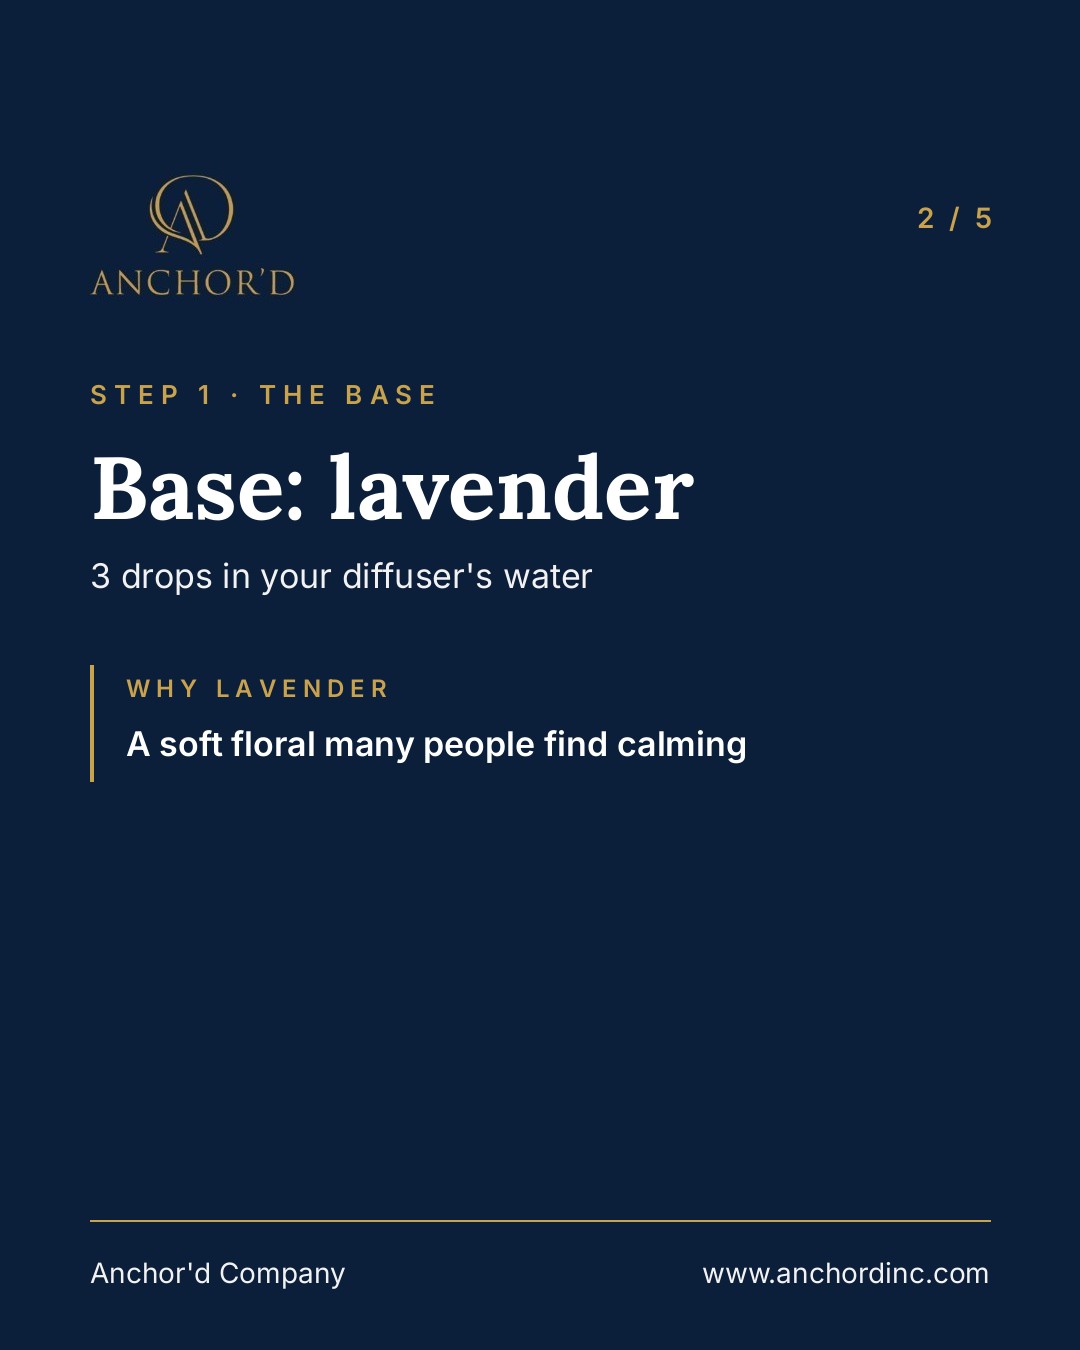 ANCHOR’D
2 / 5
STEP 1 · THE BASE
Base: lavender
3 drops in your diffuser's water
WHY LAVENDER
A soft floral many people find calming
Anchor'd Company
www.anchordinc.com